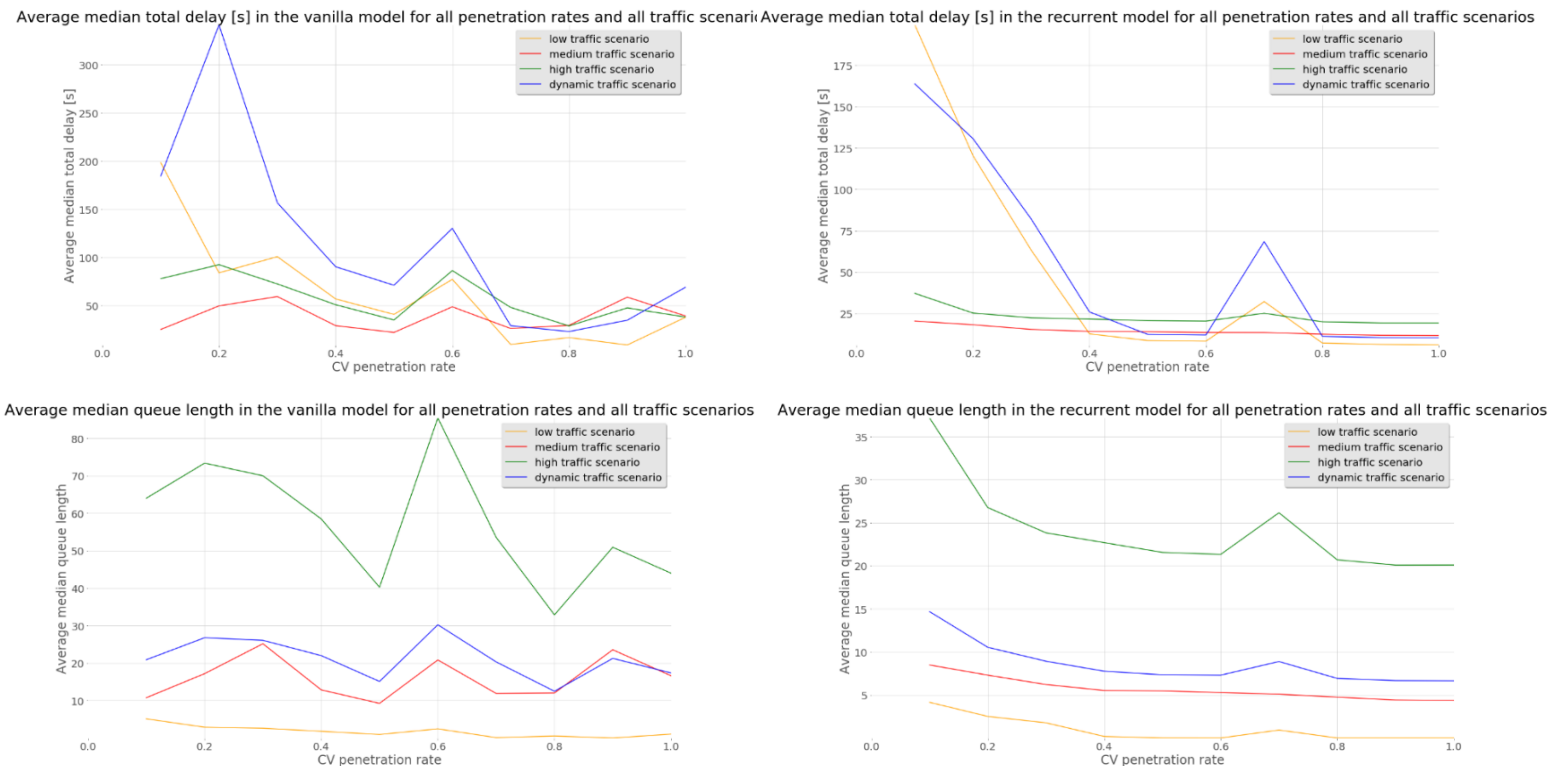 Average median total delay [s] in the vanilla model for all penetration rates and all traffic scenari
low traffic scenario
medium traffic scenario
high traffic scenario
dynamic traffic scenario
Average median total delay [s]
300
250
200
150
100
50
0.0 0.2 0.4 0.6 0.8 1.0
CV penetration rate
Average median total delay [s] in the recurrent model for all penetration rates and all traffic scenarios
low traffic scenario
medium traffic scenario
high traffic scenario
dynamic traffic scenario
Average median total delay [s]
175
150
125
100
75
50
25
0.0 0.2 0.4 0.6 0.8 1.0
CV penetration rate
Average median queue length in the vanilla model for all penetration rates and all traffic scenarios
low traffic scenario
medium traffic scenario
high traffic scenario
dynamic traffic scenario
Average median queue length
80
70
60
50
40
30
20
10
0.0 0.2 0.4 0.6 0.8 1.0
CV penetration rate
Average median queue length in the recurrent model for all penetration rates and all traffic scenarios
low traffic scenario
medium traffic scenario
high traffic scenario
dynamic traffic scenario
Average median queue length
35
30
25
20
15
10
5
0.0 0.2 0.4 0.6 0.8 1.0
CV penetration rate